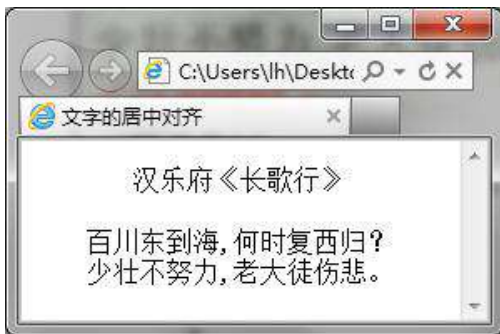 C:\Users\lh\Deskt
文字的居中对齐
汉乐府《长歌行》
百川东到海,何时复西归?
少壮不努力,老大徒伤悲。